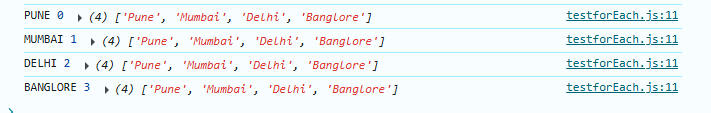 PUNE 0 ▸ (4) ['Pune', 'Mumbai', 'Delhi', 'Banglore'] testforEach.js:11
MUMBAI 1 ▸ (4) ['Pune', 'Mumbai', 'Delhi', 'Banglore'] testforEach.js:11
DELHI 2 ▸ (4) ['Pune', 'Mumbai', 'Delhi', 'Banglore'] testforEach.js:11
BANGLORE 3 ▸ (4) ['Pune', 'Mumbai', 'Delhi', 'Banglore'] testforEach.js:11